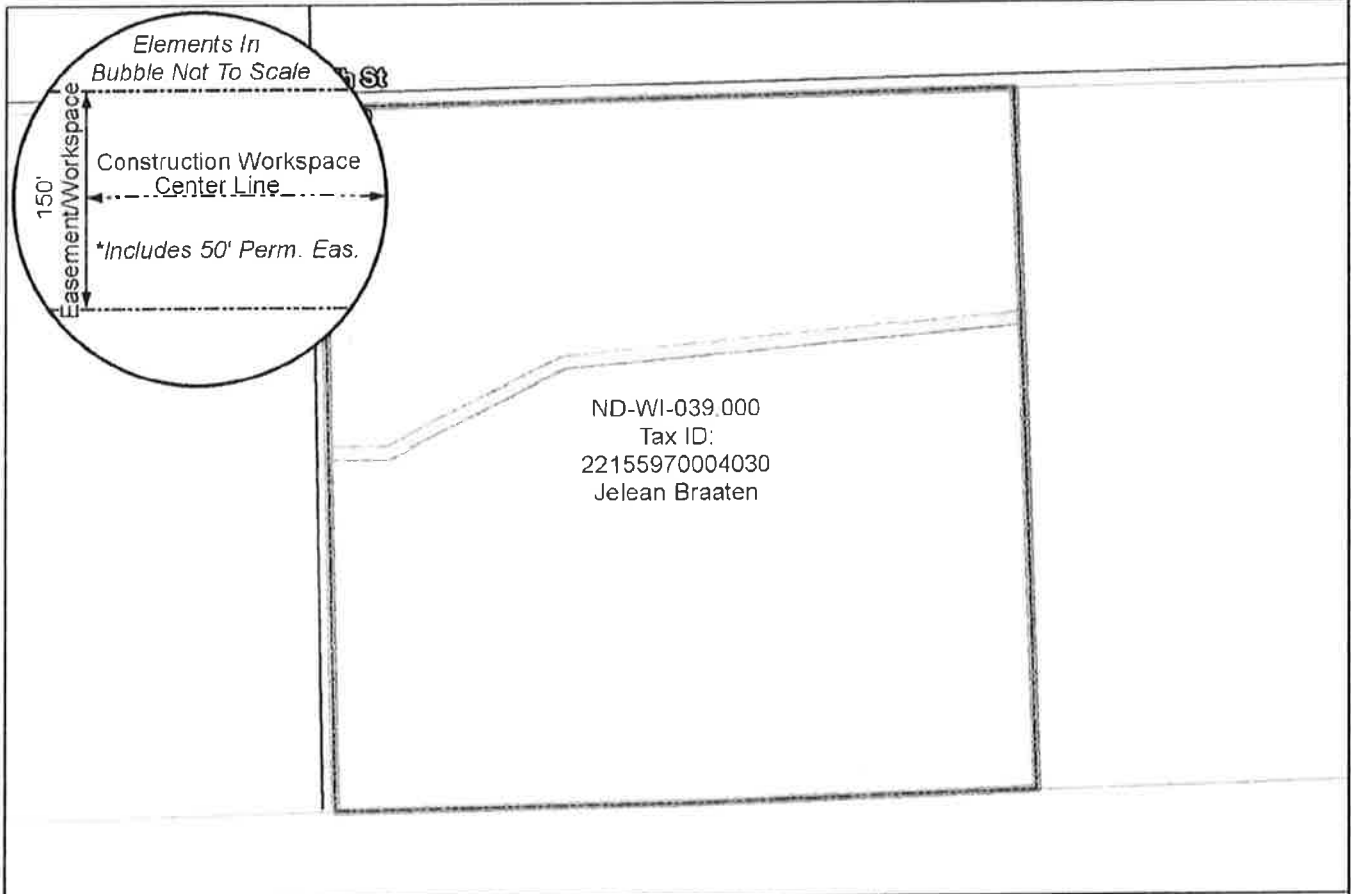 Elements In
Bubble Not To Scale
h St
150'
Easement/Workspace
Construction Workspace
Center Line
*Includes 50' Perm. Eas.
ND-WI-039.000
Tax ID:
22155970004030
Jelean Braaten